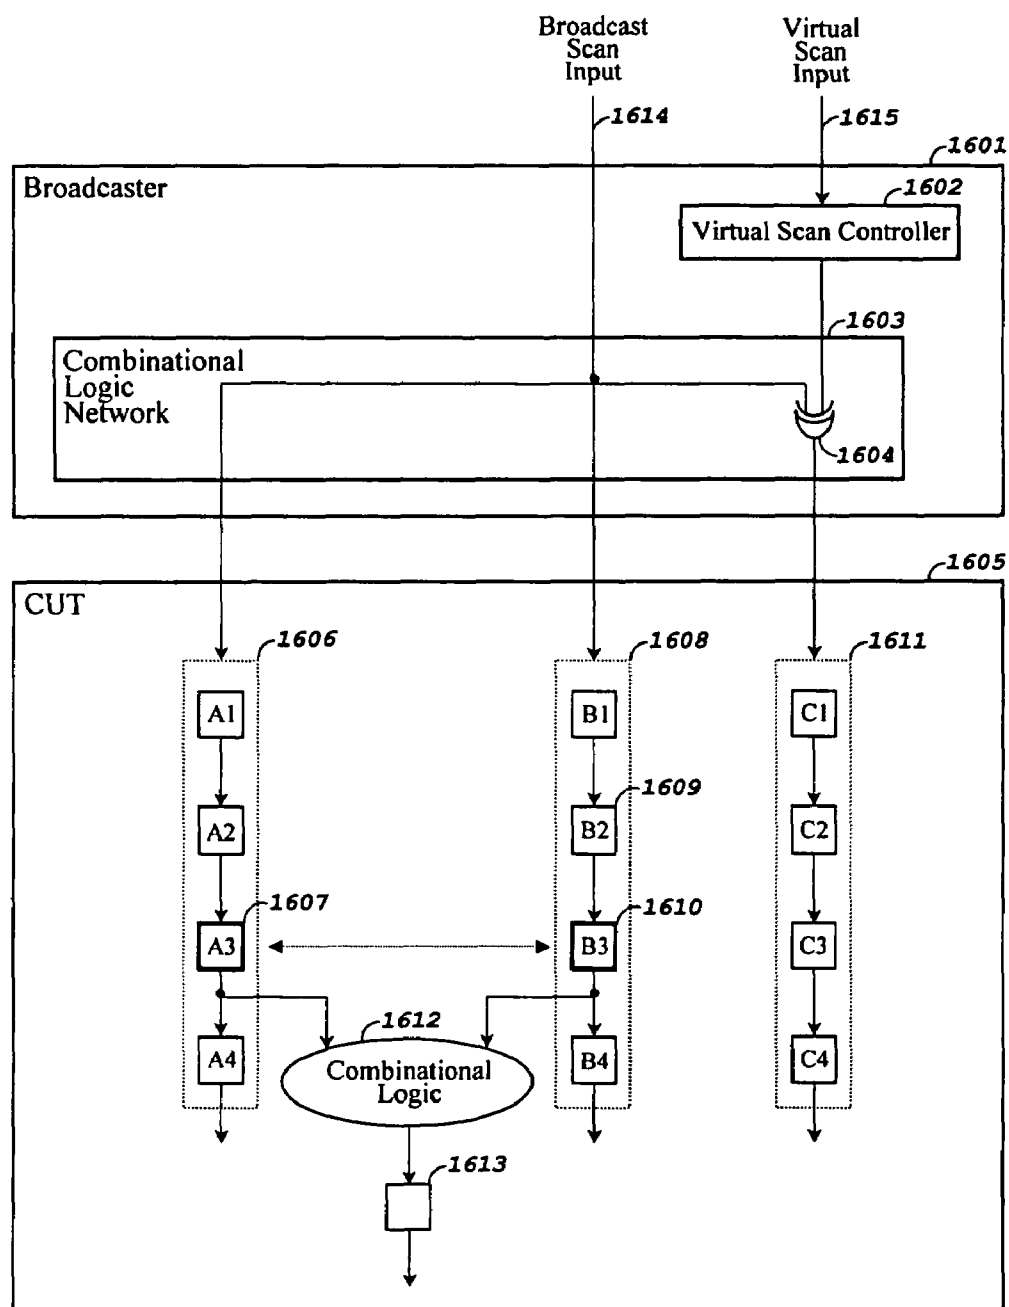 Broadcast
Scan
Input
Virtual
Scan
Input
1614
1615
1601
Broadcaster
1602
Virtual Scan Controller
1603
Combinational
Logic
Network
1604
1605
CUT
1606
1608
1611
A1
B1
C1
1609
A2
B2
C2
1607
1610
A3
B3
C3
1612
A4
Combinational
Logic
B4
C4
1613